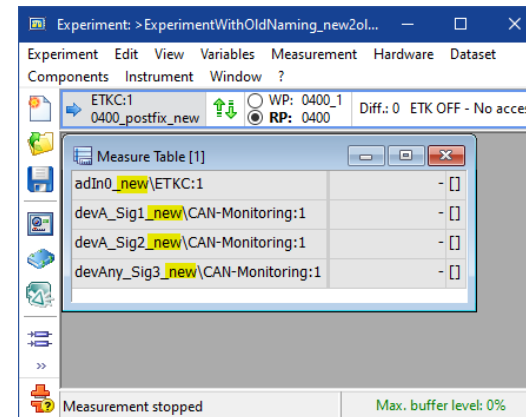 Experiment: >ExperimentWithOldNaming_new2ol...
Experiment Edit View Variables Measurement Hardware Dataset
Components Instrument Window ?
ETKC:1
0400_postfix_new
WP: 0400_1
RP: 0400
Diff.: 0 ETK OFF - No acces
Measure Table [1]
adIn0_new\ETKC:1 - []
devA_Sig1_new\CAN-Monitoring:1 - []
devA_Sig2_new\CAN-Monitoring:1 - []
devAny_Sig3_new\CAN-Monitoring:1 - []
Measurement stopped Max. buffer level: 0%